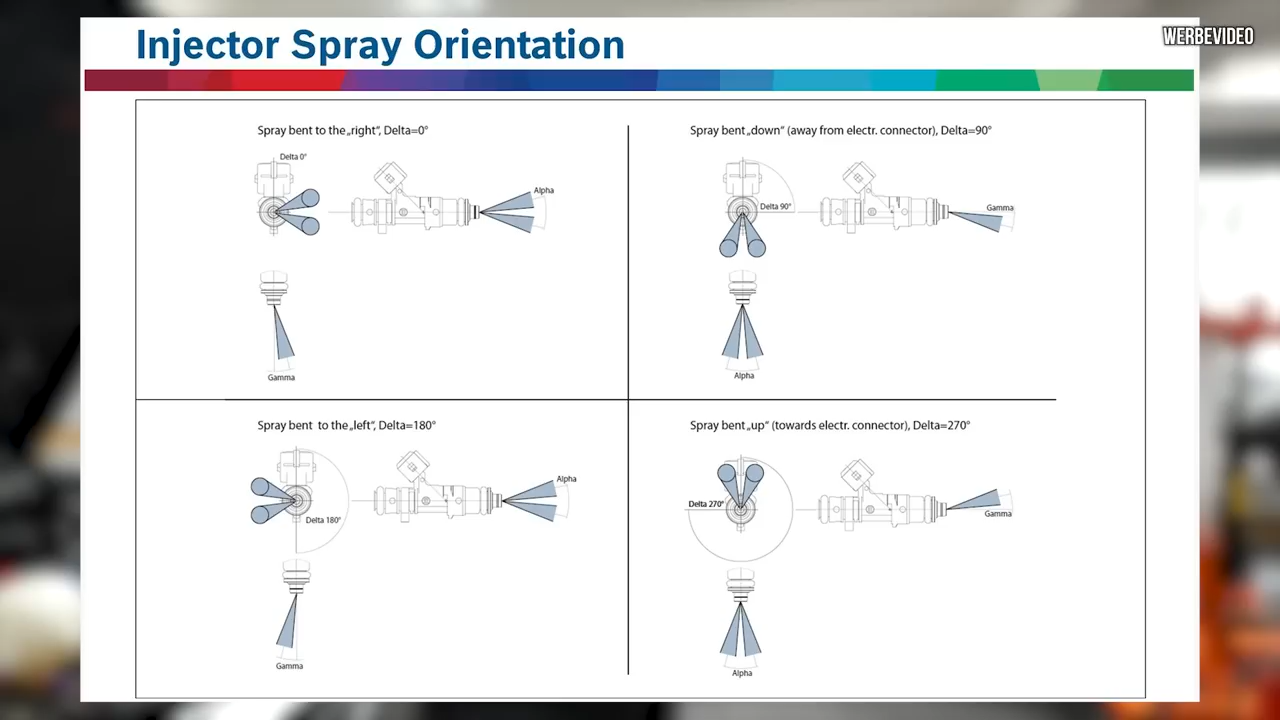 Injector Spray Orientation
WERBEVIDEO
Spray bent to the „right“, Delta=0°
Delta 0°
Alpha
Gamma
Spray bent „down“ (away from electr. connector), Delta=90°
Delta 90°
Gamma
Alpha
Spray bent  to the „left“, Delta=180°
Delta 180°
Alpha
Gamma
Spray bent „up“ (towards electr. connector), Delta=270°
Delta 270°
Gamma
Alpha